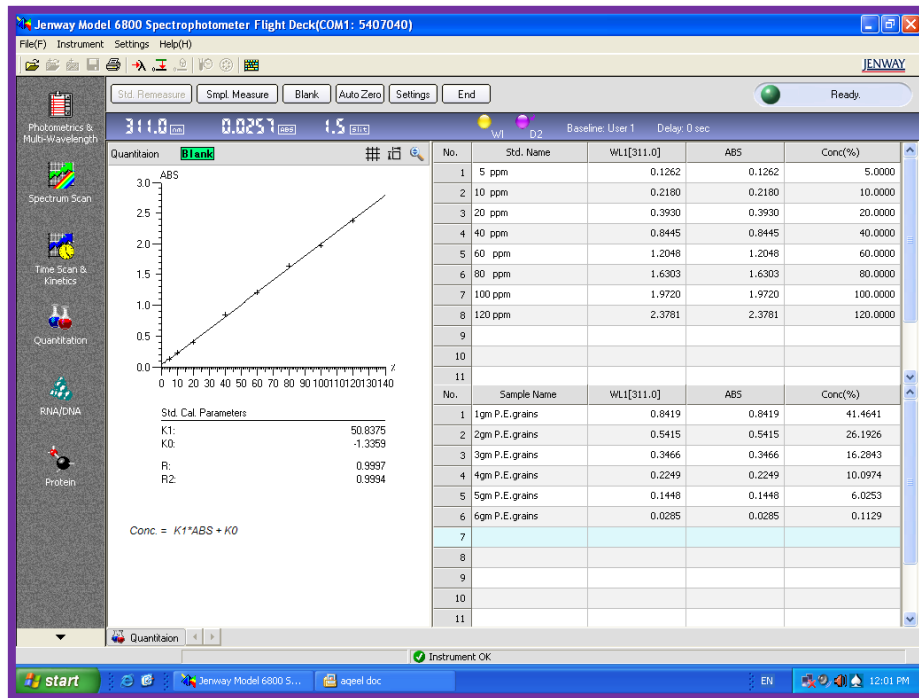 Jenway Model 6800 Spectrophotometer Flight Deck(COM1: 5407040)
File(F) Instrument Settings Help(H)
JENWAY
Std. Remeasure Smpl. Measure Blank Auto Zero Settings End Ready.
311.0 nm 0.0257 ABS 1.5 Slit WI D2 Baseline: User 1 Delay: 0 sec
Photometrics & Multi-Wavelength
Spectrum Scan
Time Scan & Kinetics
Quantitation
RNA/DNA
Protein
Quantitaion Blank
ABS
3.0
2.5
2.0
1.5
1.0
0.5
0.0
%
0 10 20 30 40 50 60 70 80 90 100 110 120 130 140
Std. Cal. Parameters
K1: 50.8375
K0: -1.3359
R: 0.9997
R2: 0.9994
Conc. = K1*ABS + K0
No. Std. Name WL1[311.0] ABS Conc(%)
1 5 ppm 0.1262 0.1262 5.0000
2 10 ppm 0.2180 0.2180 10.0000
3 20 ppm 0.3930 0.3930 20.0000
4 40 ppm 0.8445 0.8445 40.0000
5 60 ppm 1.2048 1.2048 60.0000
6 80 ppm 1.6303 1.6303 80.0000
7 100 ppm 1.9720 1.9720 100.0000
8 120 ppm 2.3781 2.3781 120.0000
9
10
11
No. Sample Name WL1[311.0] ABS Conc(%)
1 1gm P.E.grains 0.8419 0.8419 41.4641
2 2gm P.E.grains 0.5415 0.5415 26.1926
3 3gm P.E.grains 0.3466 0.3466 16.2843
4 4gm P.E.grains 0.2249 0.2249 10.0974
5 5gm P.E.grains 0.1448 0.1448 6.0253
6 6gm P.E.grains 0.0285 0.0285 0.1129
7
8
9
10
11
Quantitaion
Instrument OK
start Jenway Model 6800 S... aqeel doc EN 12:01 PM